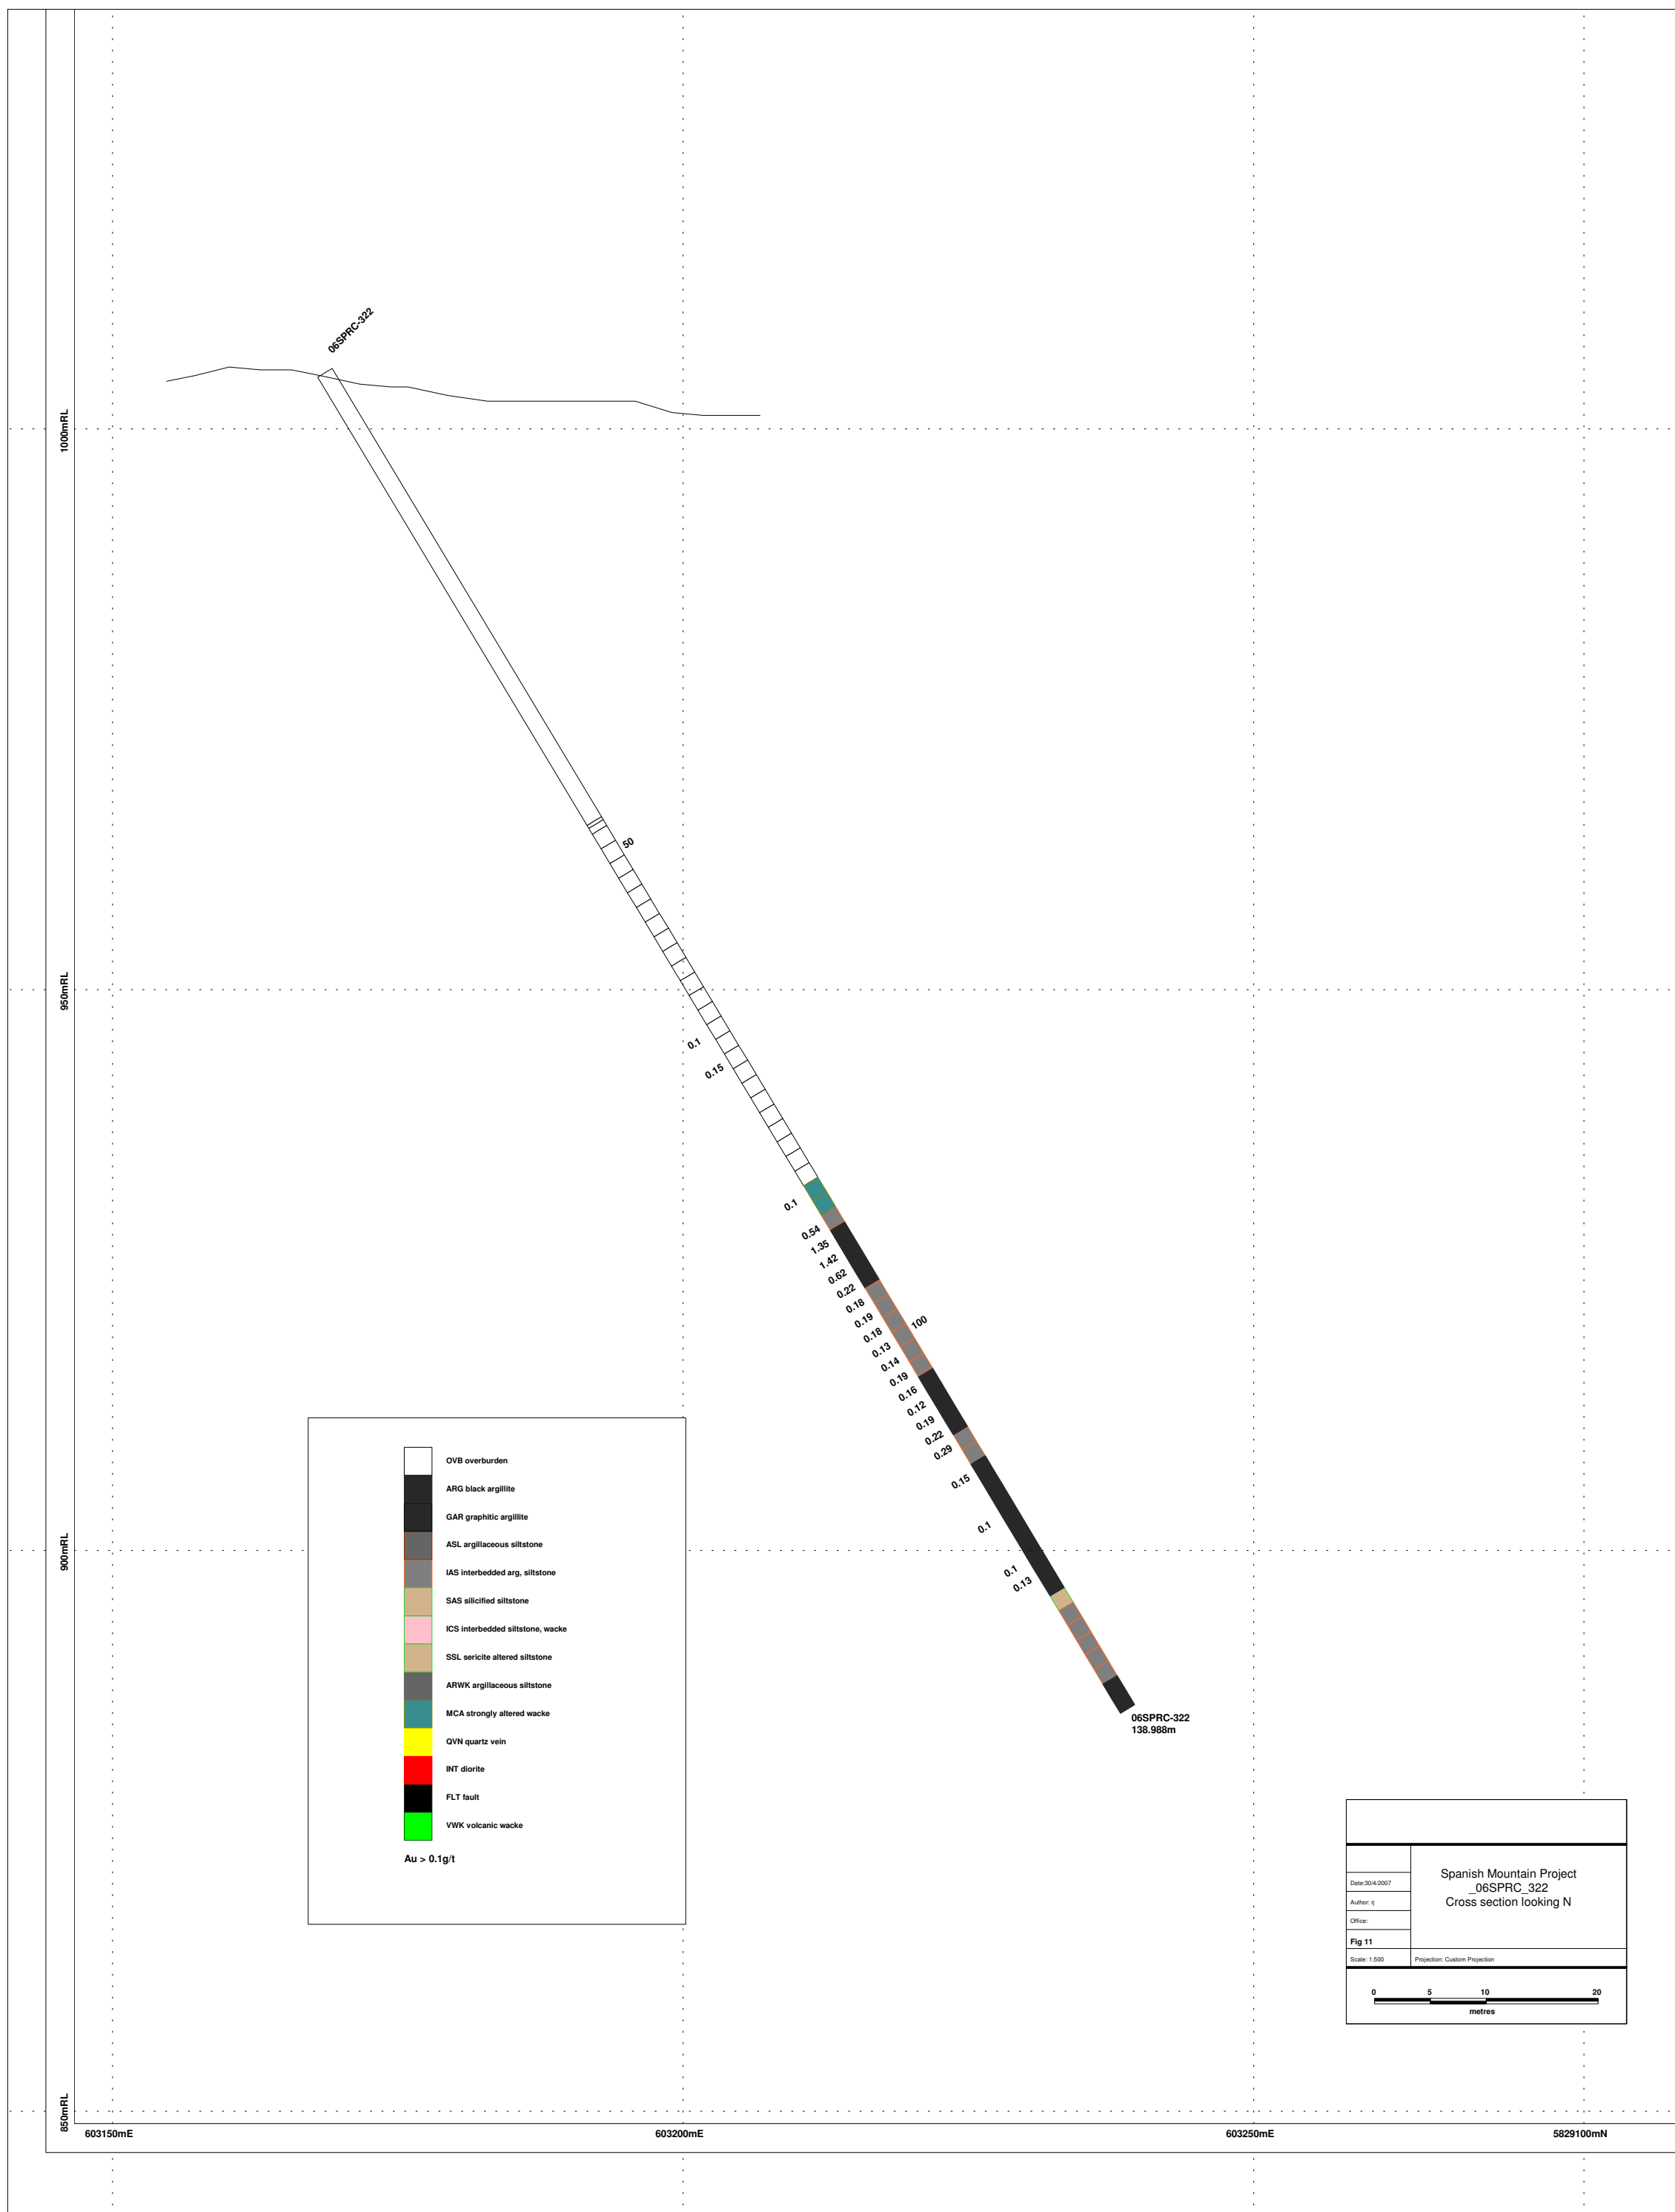 06SPRC-322
1000mRL
50
950mRL
0.1
0.15
0.1
0.54
1.35
1.42
0.62
0.22
0.18
0.19
0.18
0.13
0.14
0.19
0.16
0.12
0.19
0.22
0.29
0.15
0.1
0.1
0.13
100
900mRL
06SPRC-322
138.988m
OVB overburden
ARG black argillite
GAR graphitic argillite
ASL argillaceous siltstone
IAS interbedded arg, siltstone
SAS silicified siltstone
ICS interbedded siltstone, wacke
SSL sericite altered siltstone
ARWK argillaceous siltstone
MCA strongly altered wacke
QVN quartz vein
INT diorite
FLT fault
VWK volcanic wacke
Au > 0.1g/t
Spanish Mountain Project
_06SPRC_322
Cross section looking N
Date:30/4/2007
Author: rj
Office:
Fig 11
Scale: 1:500
Projection: Custom Projection
0 5 10 20
metres
850mRL
603150mE
603200mE
603250mE
5829100mN